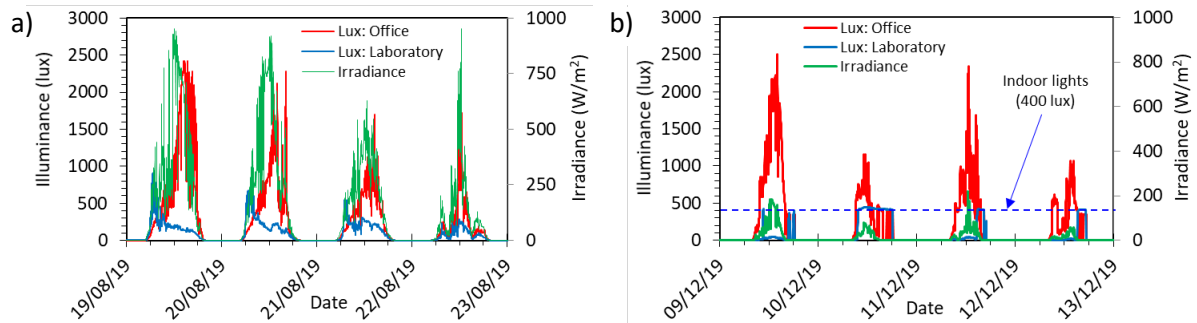 a)
3000
2500
2000
1500
1000
500
0
Illuminance (lux)
Lux: Office
Lux: Laboratory
Irradiance
1000
750
500
250
0
Irradiance (W/m²)
19/08/19
20/08/19
21/08/19
22/08/19
23/08/19
Date
b)
3000
2500
2000
1500
1000
500
0
Illuminance (lux)
Lux: Office
Lux: Laboratory
Irradiance
Indoor lights
(400 lux)
1000
800
600
400
200
0
Irradiance (W/m²)
09/12/19
10/12/19
11/12/19
12/12/19
13/12/19
Date